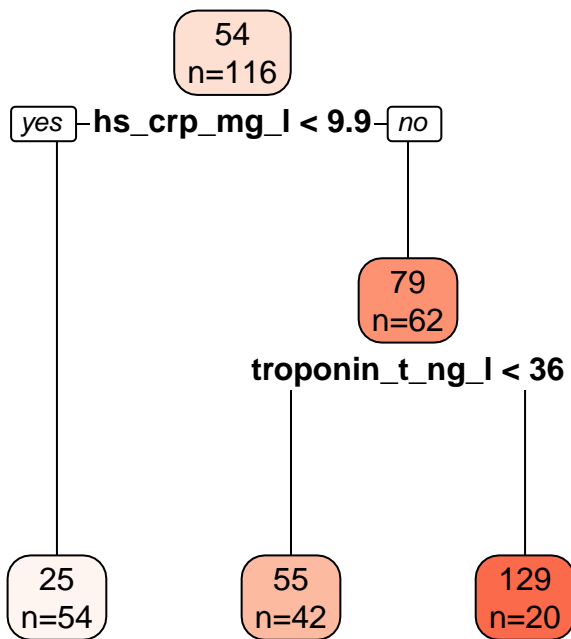 54
n=116
yes hs_crp_mg_l < 9.9 no
79
n=62
troponin_t_ng_l < 36
25
n=54
55
n=42
129
n=20